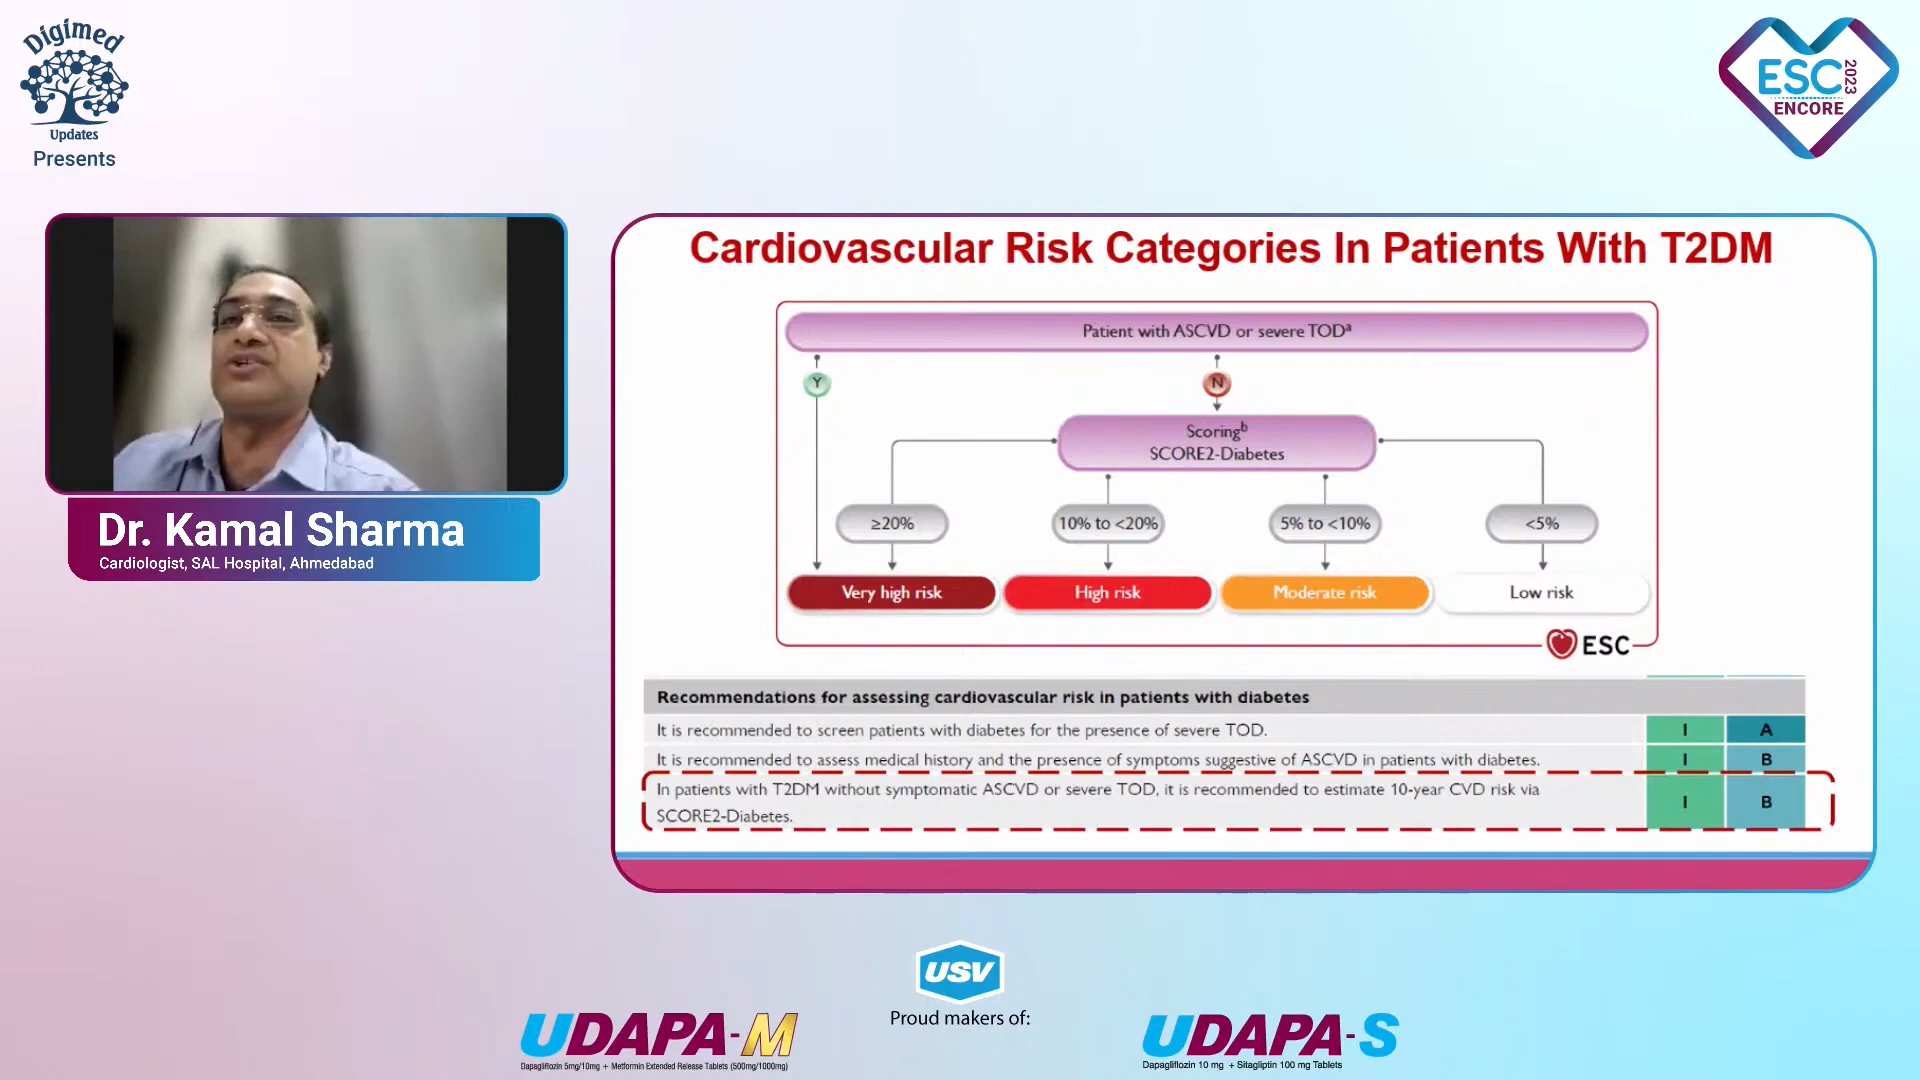 Digimed
Updates
Presents
ESC 2023
ENCORE
Dr. Kamal Sharma
Cardiologist, SAL Hospital, Ahmedabad
Cardiovascular Risk Categories In Patients With T2DM
Patient with ASCVD or severe TODᵃ
Y
N
Scoringᵇ
SCORE2-Diabetes
≥20%
10% to <20%
5% to <10%
<5%
Very high risk
High risk
Moderate risk
Low risk
ESC
Recommendations for assessing cardiovascular risk in patients with diabetes
It is recommended to screen patients with diabetes for the presence of severe TOD. I A
It is recommended to assess medical history and the presence of symptoms suggestive of ASCVD in patients with diabetes. I B
In patients with T2DM without symptomatic ASCVD or severe TOD, it is recommended to estimate 10-year CVD risk via
SCORE2-Diabetes. I B
USV
Proud makers of:
UDAPA-M
Dapagliflozin 5mg/10mg + Metformin Extended Release Tablets (500mg/1000mg)
UDAPA-S
Dapagliflozin 10 mg + Sitagliptin 100 mg Tablets